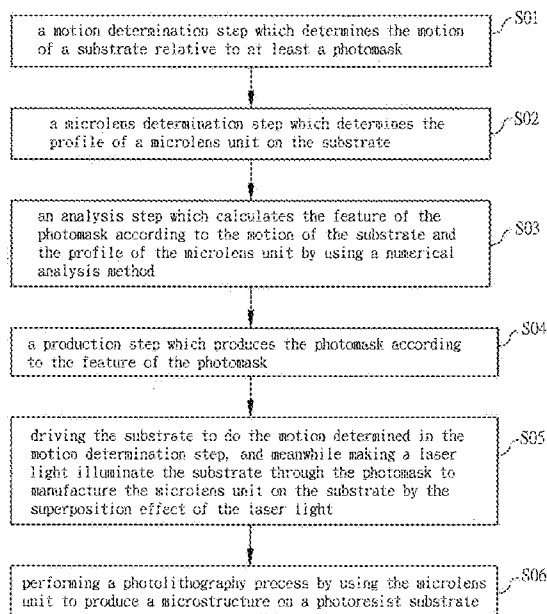 S01
a motion determination step which determines the motion
of a substrate relative to at least a photomask
S02
a microlens determination step which determines the
profile of a microlens unit on the substrate
S03
an analysis step which calculates the feature of the
photomask according to the motion of the substrate and
the profile of the microlens unit by using a numerical
analysis method
S04
a production step which produces the photomask according
to the feature of the photomask
S05
driving the substrate to do the motion determined in the
motion determination step, and meanwhile making a laser
light illuminate the substrate through the photomask to
manufacture the microlens unit on the substrate by the
superposition effect of the laser light
S06
performing a photolithography process by using the microlens
unit to produce a microstructure on a photoresist substrate